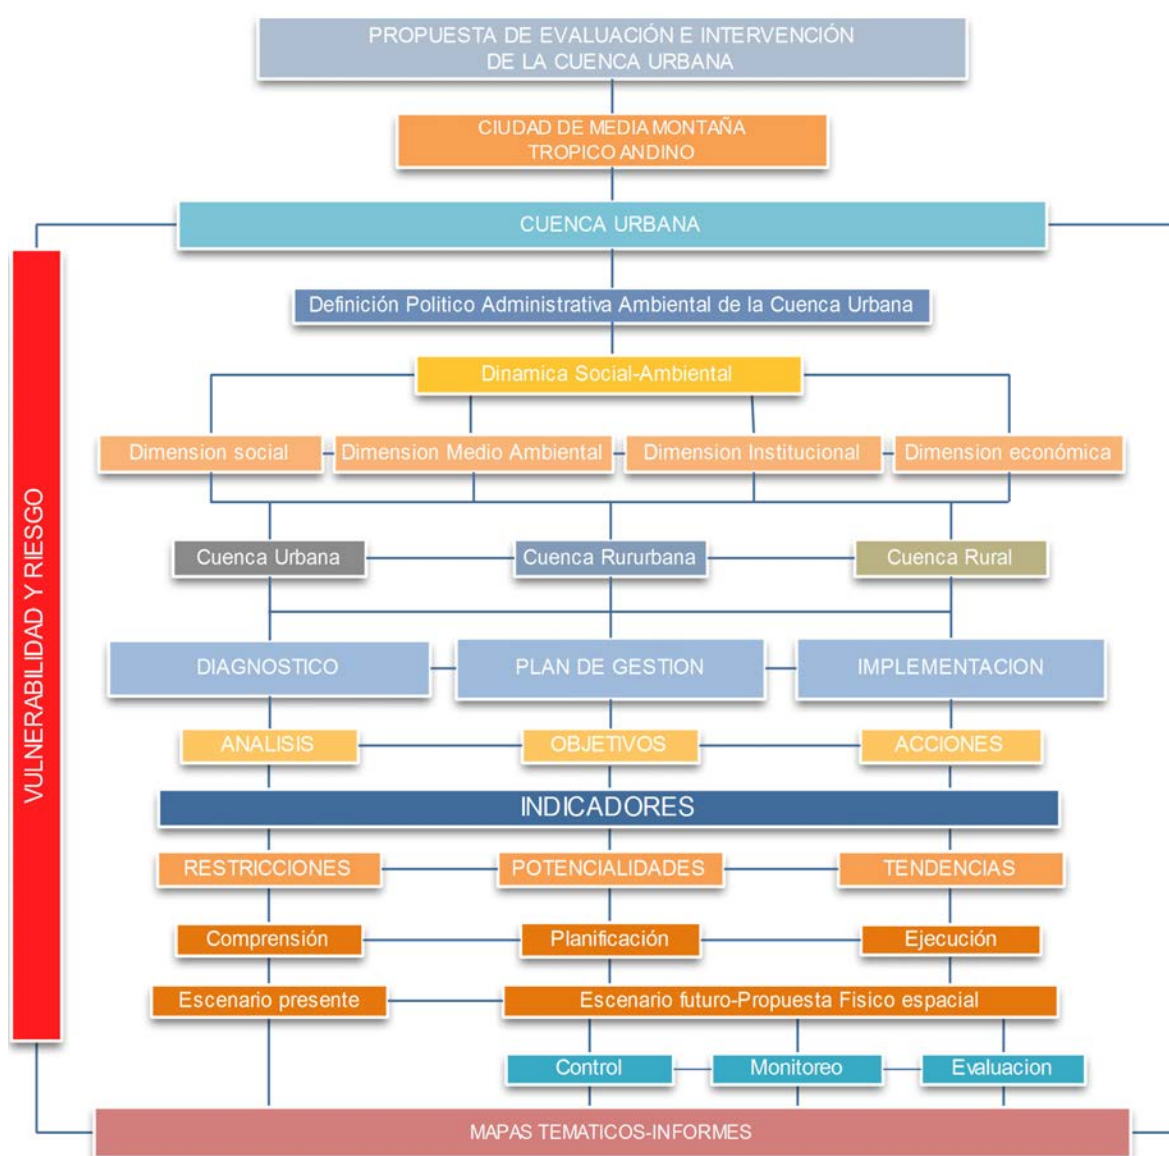 PROPUESTA DE EVALUACIÓN E INTERVENCIÓN
DE LA CUENCA URBANA
CIUDAD DE MEDIA MONTAÑA
TROPICO ANDINO
CUENCA URBANA
Definición Politico Administrativa Ambiental de la Cuenca Urbana
Dinamica Social-Ambiental
Dimension social
Dimension Medio Ambiental
Dimension Institucional
Dimension económica
Cuenca Urbana
Cuenca Rururbana
Cuenca Rural
VULNERABILIDAD Y RIESGO
DIAGNOSTICO
PLAN DE GESTION
IMPLEMENTACION
ANALISIS
OBJETIVOS
ACCIONES
INDICADORES
RESTRICCIONES
POTENCIALIDADES
TENDENCIAS
Comprensión
Planificación
Ejecución
Escenario presente
Escenario futuro-Propuesta Fisico espacial
Control
Monitoreo
Evaluacion
MAPAS TEMATICOS-INFORMES